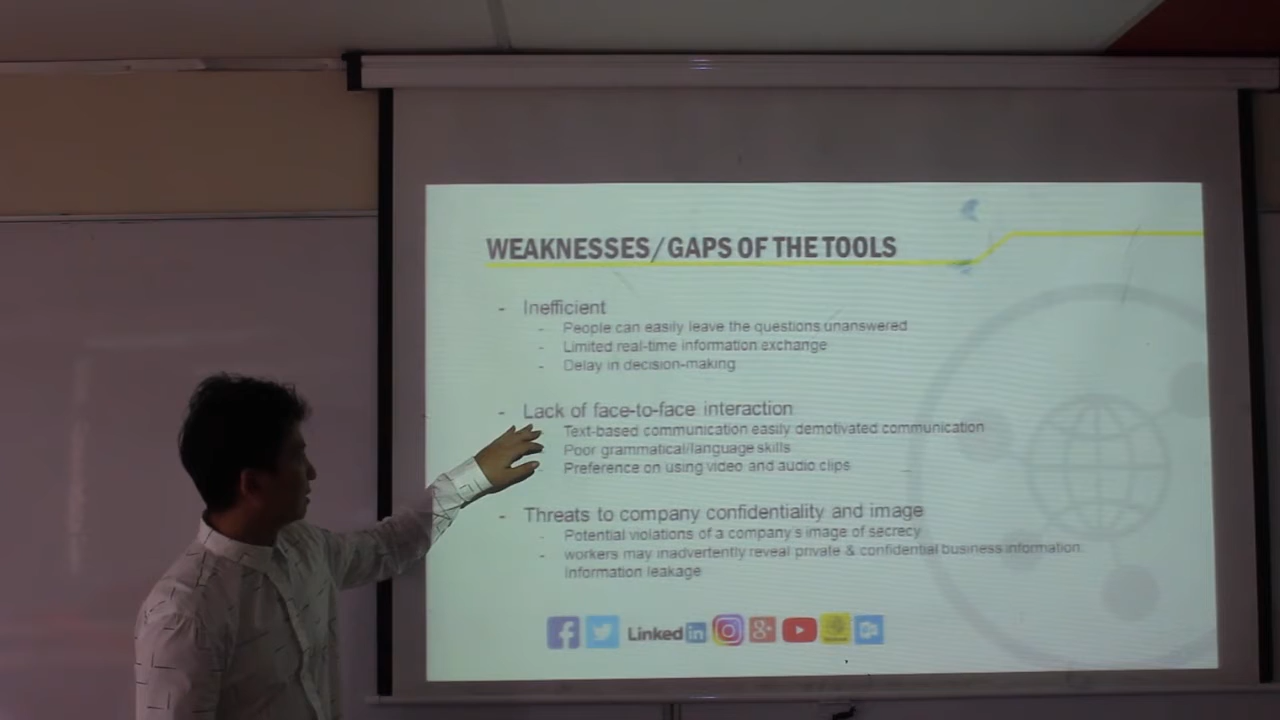 WEAKNESSES/GAPS OF THE TOOLS
- Inefficient
- People can easily leave the questions unanswered
- Limited real-time information exchange
- Delay in decision-making
- Lack of face-to-face interaction
Text-based communication easily demotivated communication
Poor grammatical/language skills
Preference on using video and audio clips
- Threats to company confidentiality and image
- Potential violations of a company's image of secrecy
- workers may inadvertently reveal private & confidential business information.
Information leakage
f Linked in g+